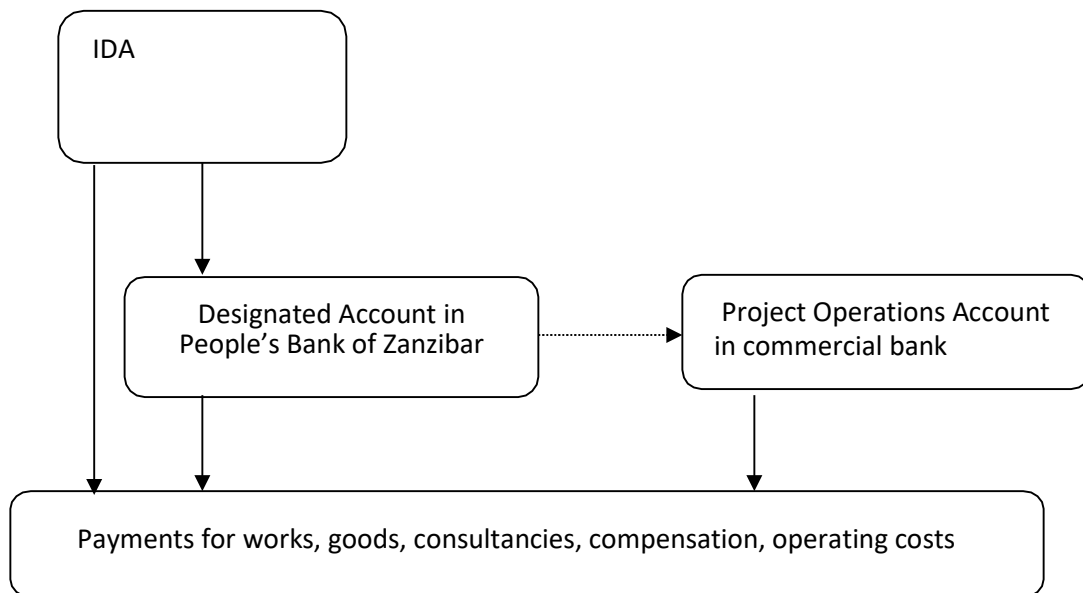 IDA
Designated Account in
People’s Bank of Zanzibar
Project Operations Account
in commercial bank
Payments for works, goods, consultancies, compensation, operating costs